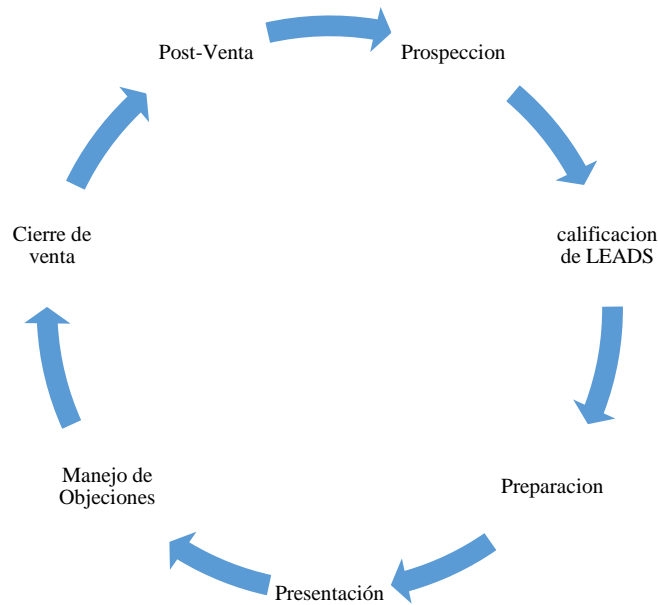 Post-Venta
Prospeccion
calificacion
de LEADS
Preparacion
Presentación
Manejo de
Objeciones
Cierre de
venta